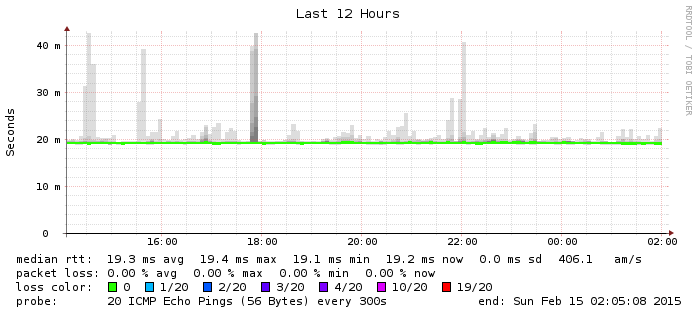 Last 12 Hours
RRDTOOL / TOBI OETIKER
Seconds
40 m
30 m
20 m
10 m
0
16:00 18:00 20:00 22:00 00:00 02:00
median rtt: 19.3 ms avg 19.4 ms max 19.1 ms min 19.2 ms now 0.0 ms sd 406.1 am/s
packet loss: 0.00 % avg 0.00 % max 0.00 % min 0.00 % now
loss color: 0 1/20 2/20 3/20 4/20 10/20 19/20
probe: 20 ICMP Echo Pings (56 Bytes) every 300s end: Sun Feb 15 02:05:08 2015